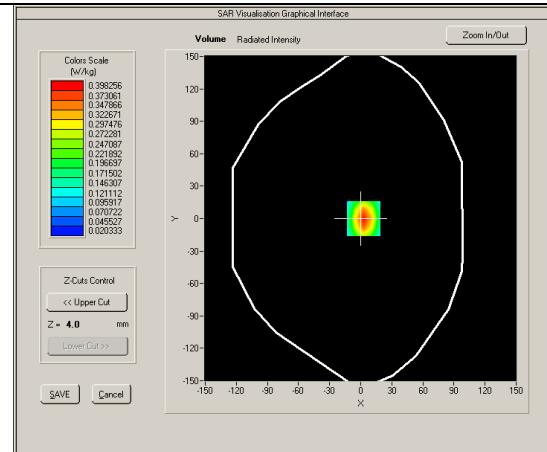 SAR Visualisation Graphical Interface
Volume Radiated Intensity
Zoom In/Out
Colors Scale
(W/kg)
0.398256
0.373061
0.347866
0.322671
0.297476
0.272281
0.247087
0.221892
0.196697
0.171502
0.146307
0.121112
0.095917
0.070722
0.045527
0.020333
Z-Cuts Control
<< Upper Cut
Z = 4.0 mm
Lower Cut >>
SAVE Cancel
150
120
90
60
30
Y 0
-30
-60
-90
-120
-150
-150 -120 -90 -60 -30 0 30 60 90 120 150
X